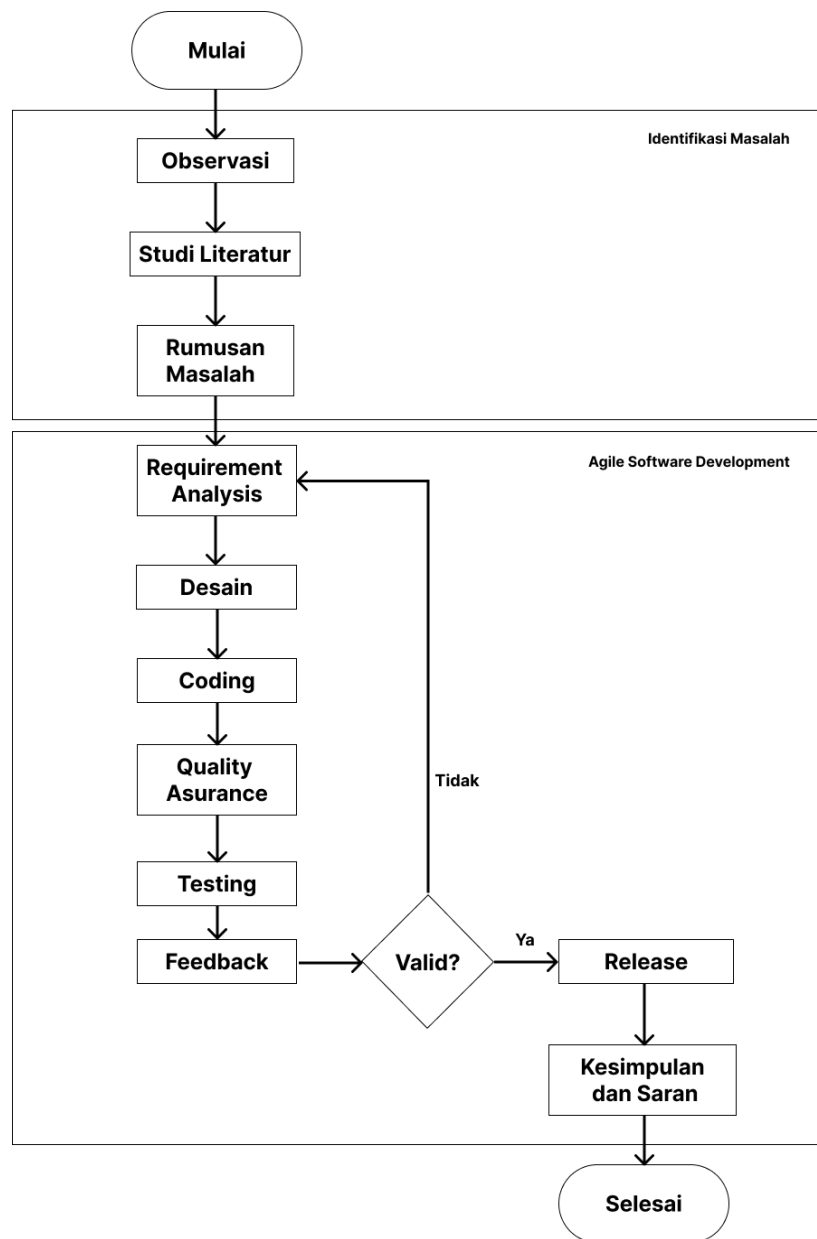 Mulai
Identifikasi Masalah
Observasi
Studi Literatur
Rumusan
Masalah
Agile Software Development
Requirement
Analysis
Desain
Coding
Quality
Asurance
Tidak
Testing
Feedback
Valid?
Ya
Release
Kesimpulan
dan Saran
Selesai